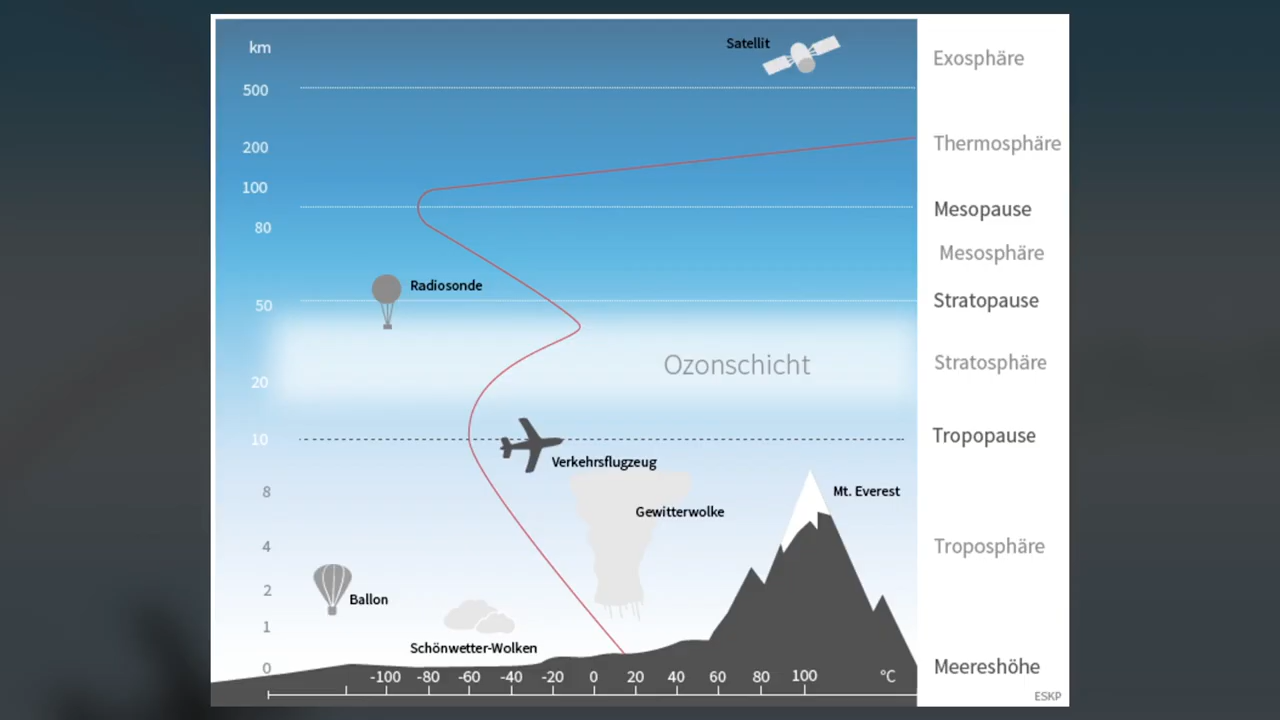 km
Satellit
Exosphäre
500
200
Thermosphäre
100
Mesopause
80
Mesosphäre
Radiosonde
50
Stratopause
Ozonschicht
Stratosphäre
20
10
Tropopause
Verkehrsflugzeug
8
Mt. Everest
Gewitterwolke
4
Troposphäre
2
Ballon
1
Schönwetter-Wolken
0
Meereshöhe
-100 -80 -60 -40 -20 0 20 40 60 80 100 °C
ESKP